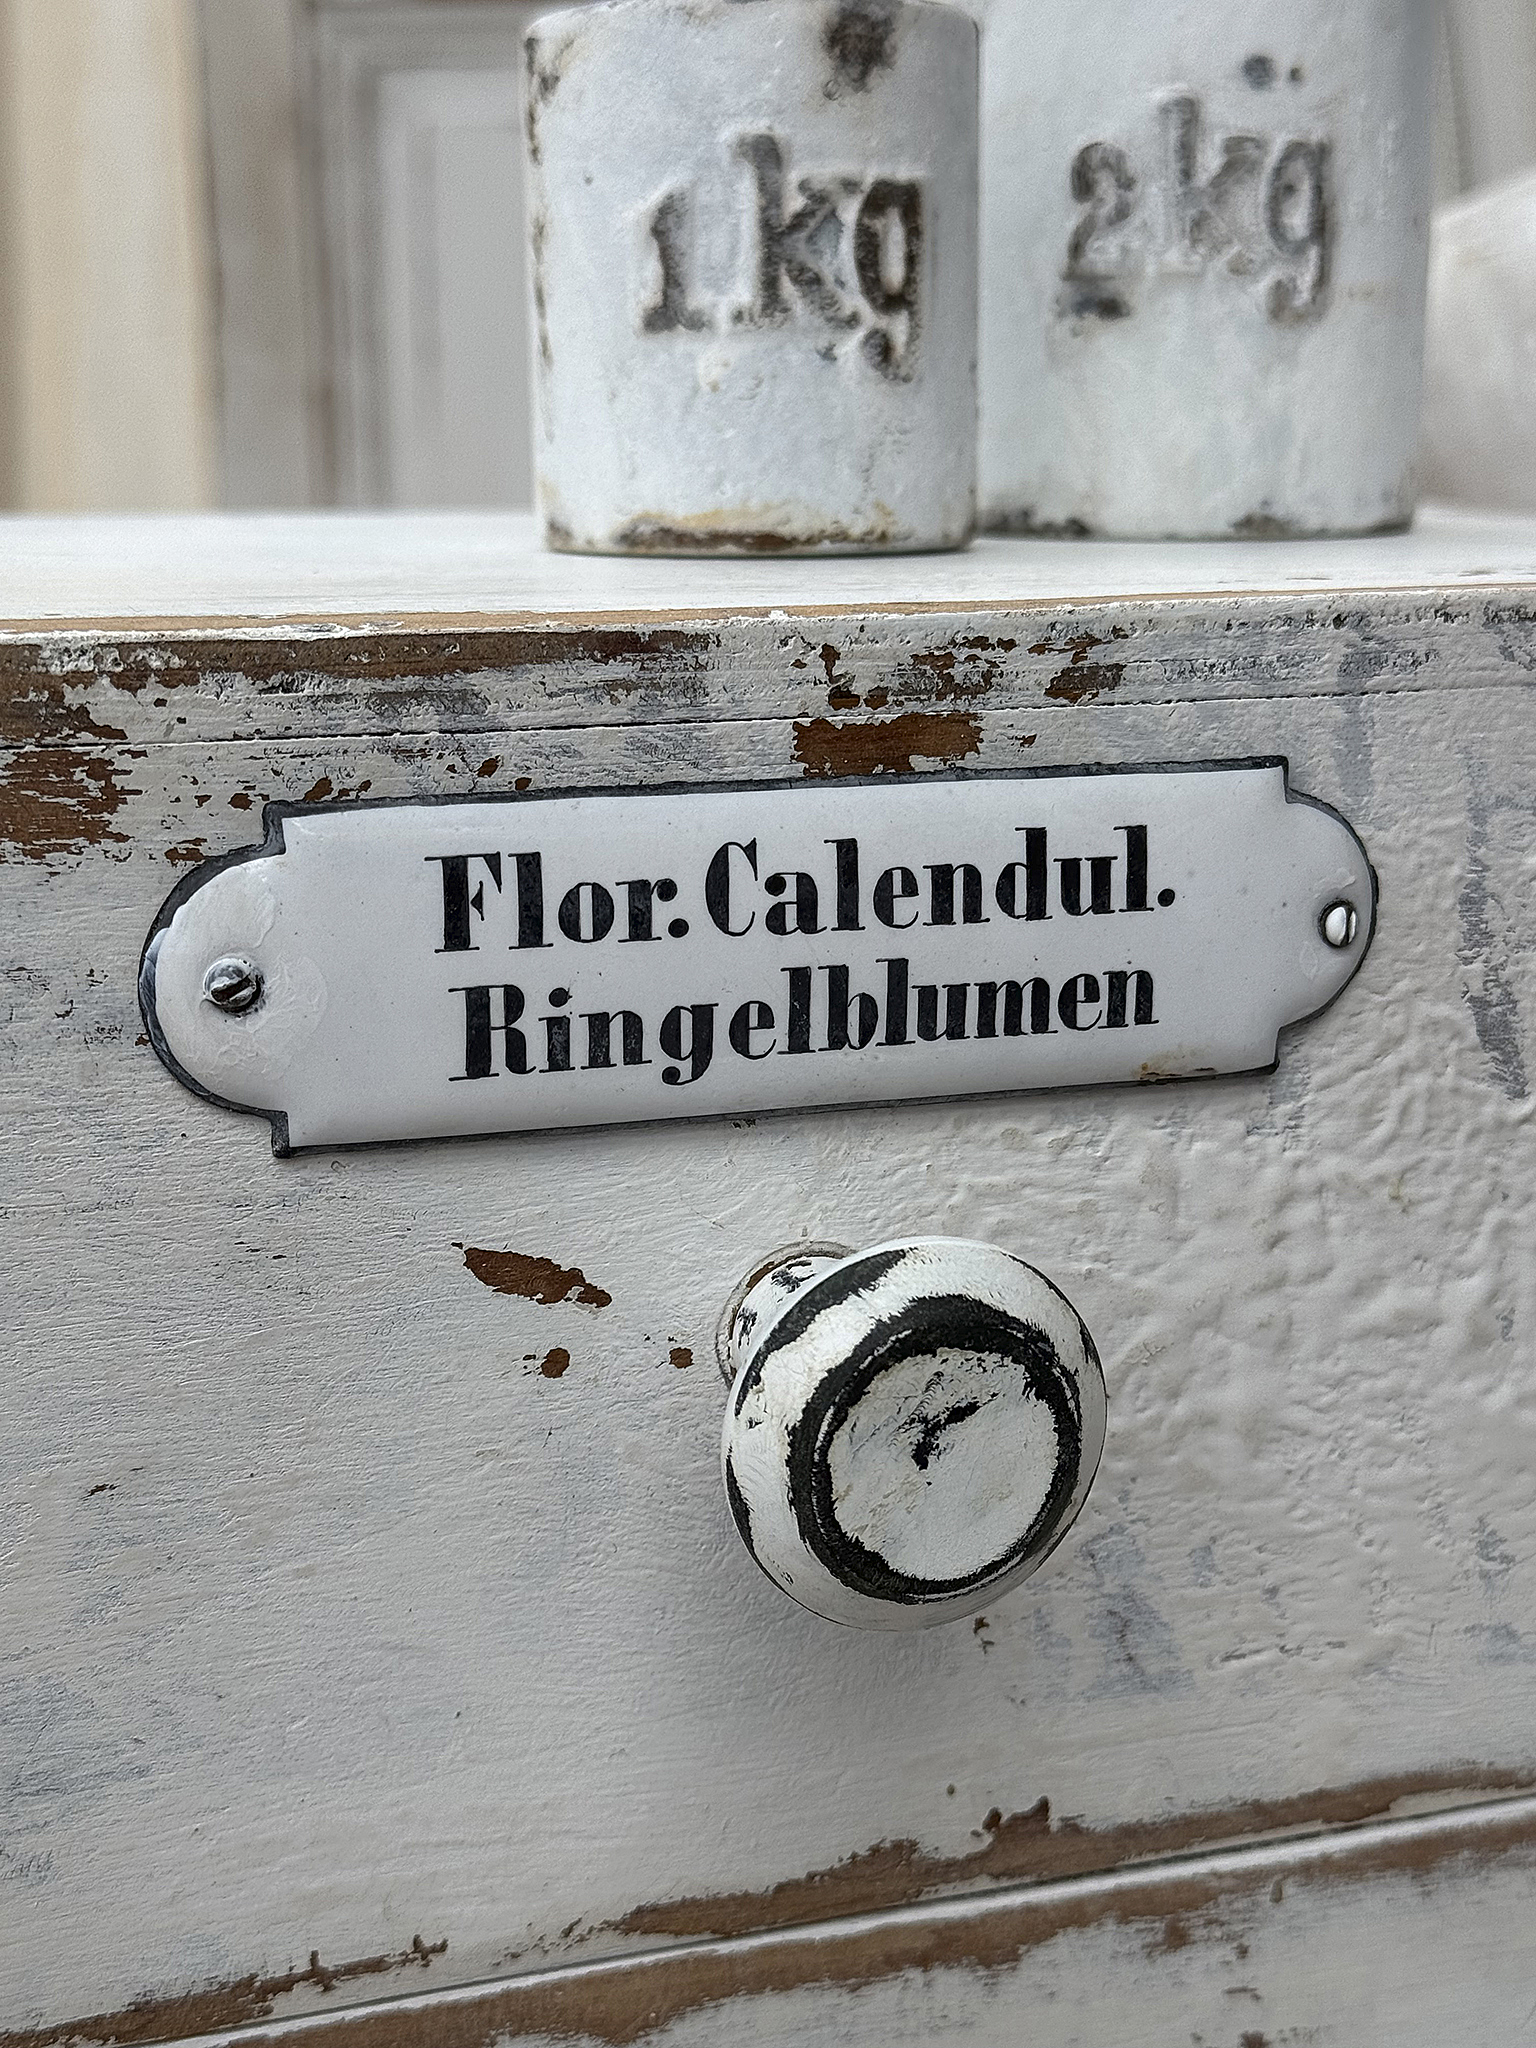 1kg
2kg
Flor. Calendul.
Ringelblumen